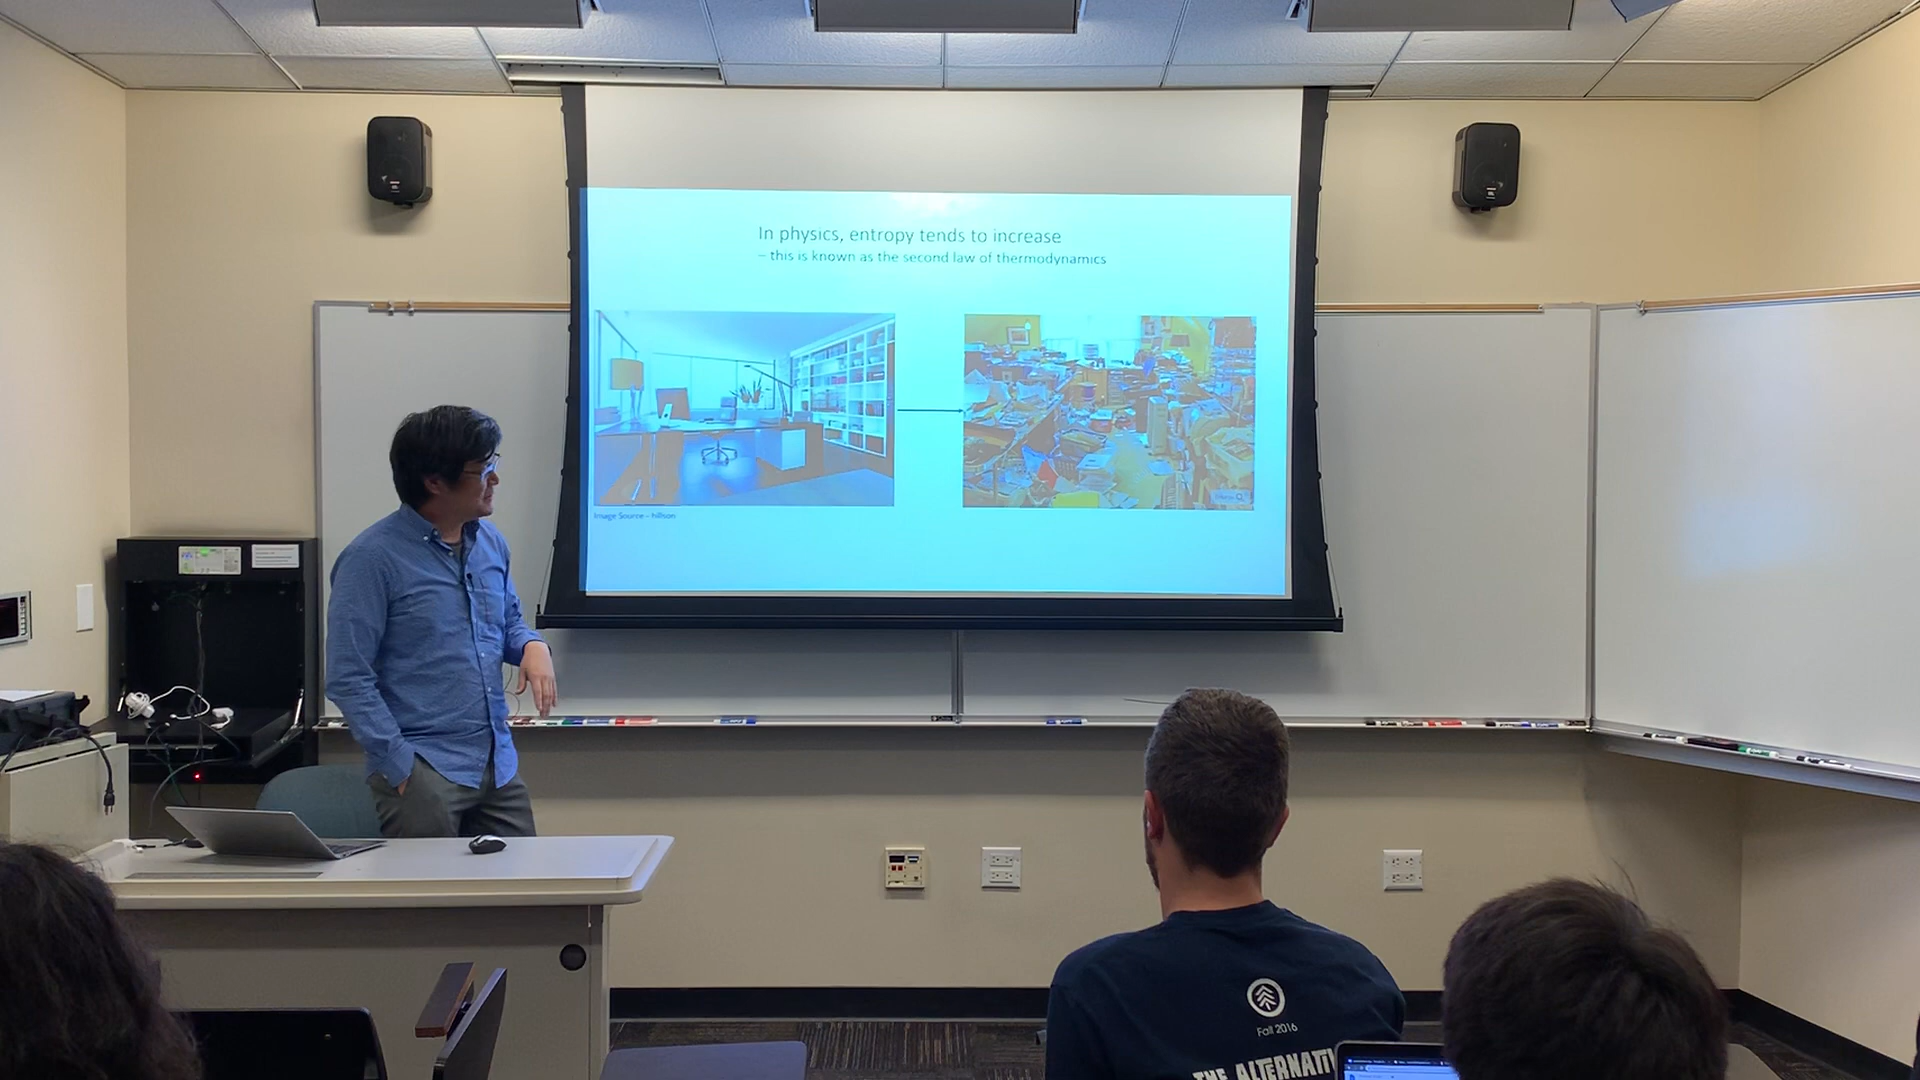 In physics, entropy tends to increase
– this is known as the second law of thermodynamics
Image Source - hillson
Fall 2016
THE ALTERNATIV